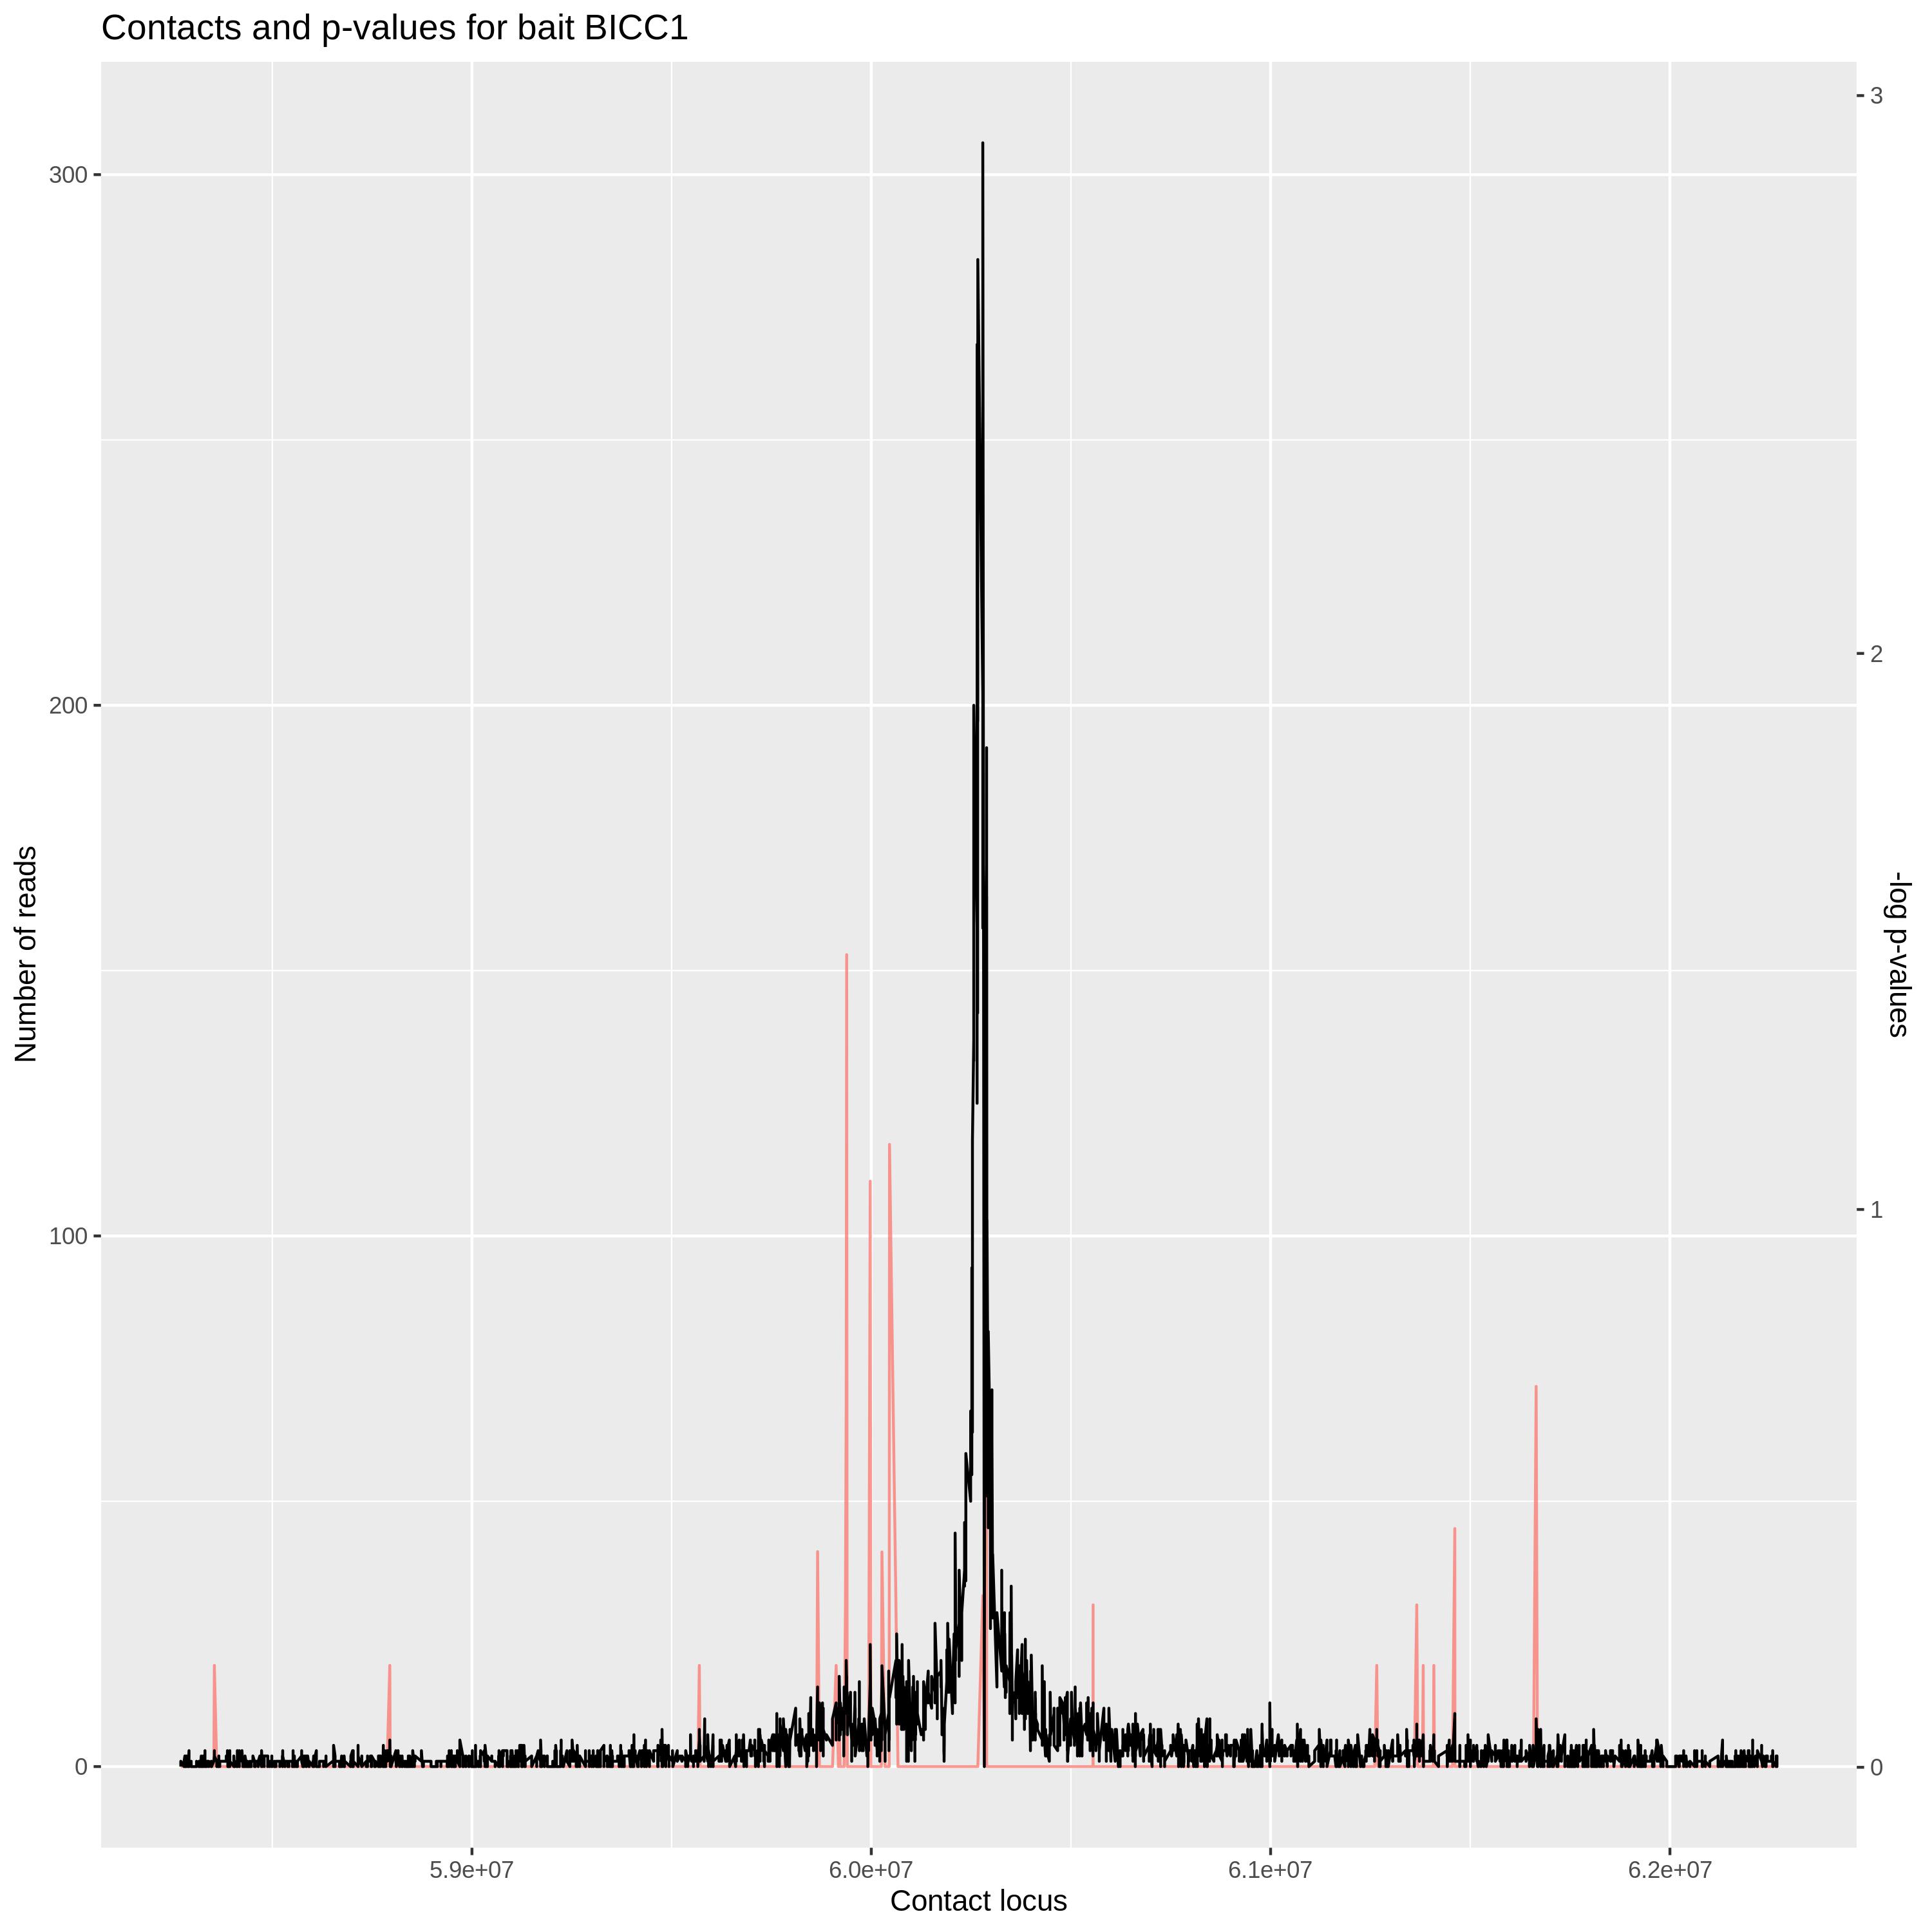 Contacts and p-values for bait BICC1
300
200
100
0
Number of reads
3
2
1
0
-log p-values
5.9e+07
6.0e+07
6.1e+07
6.2e+07
Contact locus